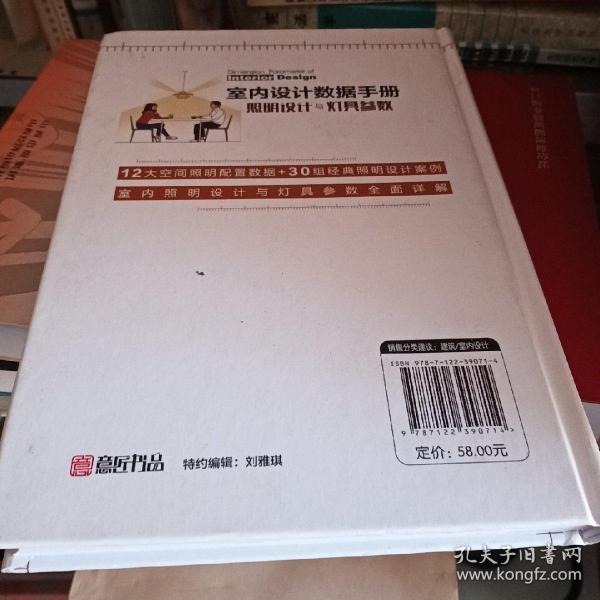 Dimension Parameter of
Interior Design
室内设计数据手册
照明设计与灯具参数
12大空间照明配置数据+30组经典照明设计案例
室内照明设计与灯具参数全面详解
销售分类建议：建筑/室内设计
ISBN 978-7-122-39071-4
9 787122 390714 >
定价：58.00元
意匠书品
特约编辑：刘雅琪
孔夫子旧书网
www.kongfz.com